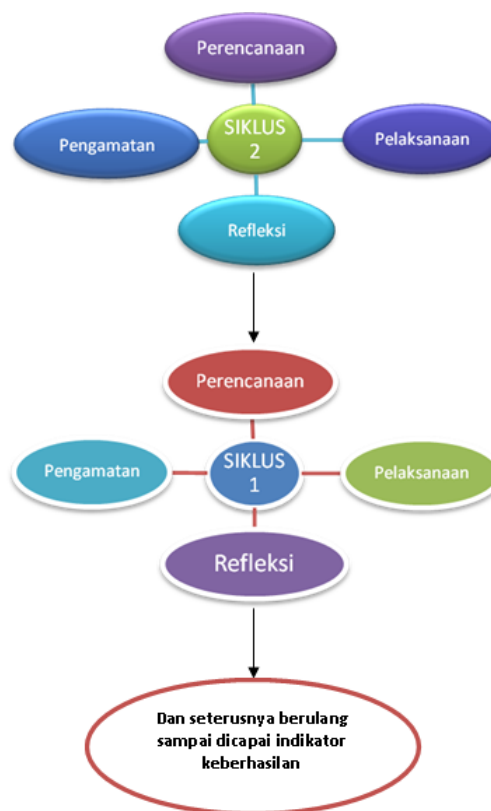 Perencanaan
SIKLUS
2
Pengamatan
Pelaksanaan
Refleksi
Perencanaan
SIKLUS
1
Pengamatan
Pelaksanaan
Refleksi
Dan seterusnya berulang
sampai dicapai indikator
keberhasilan